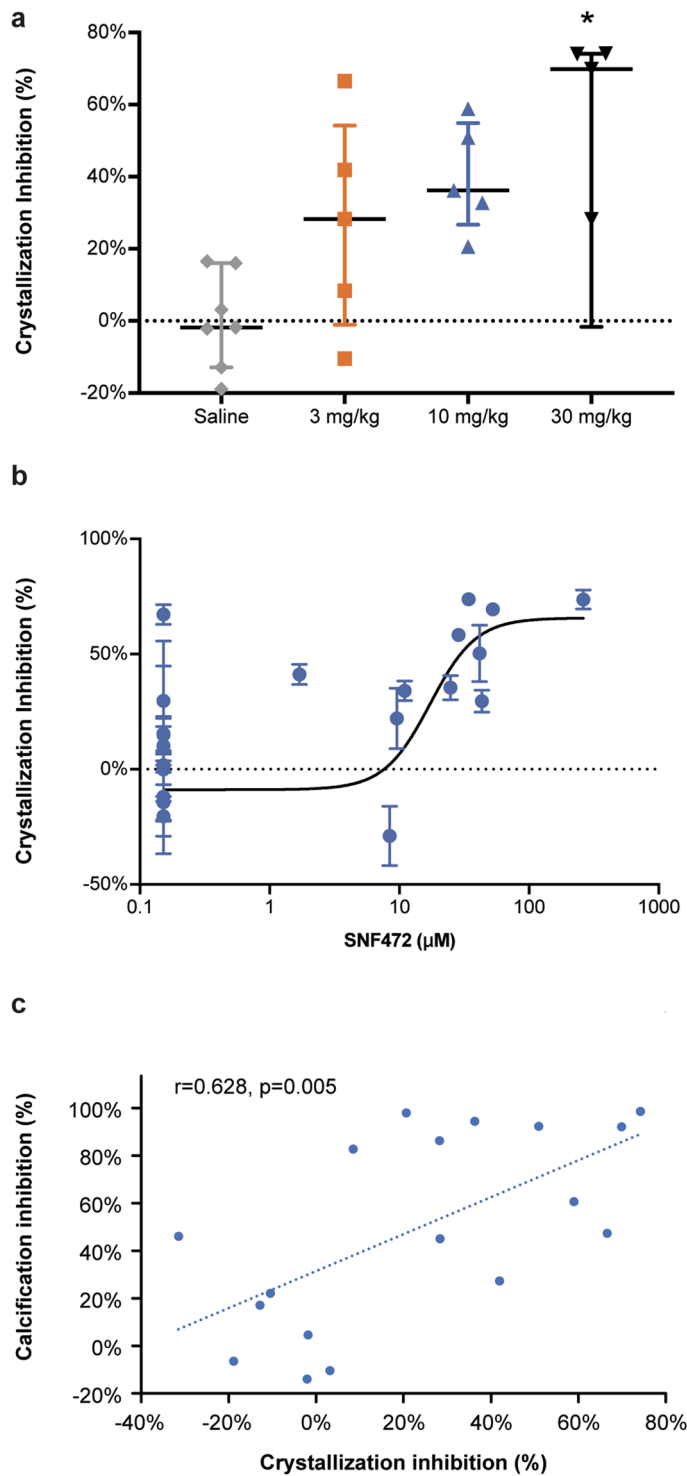 a
*
Crystallization Inhibition (%)
80%
60%
40%
20%
0%
-20%
Saline 3 mg/kg 10 mg/kg 30 mg/kg
b
Crystallization Inhibition (%)
100%
50%
0%
-50%
0.1 1 10 100 1000
SNF472 (µM)
c
r=0.628, p=0.005
Calcification inhibition (%)
100%
80%
60%
40%
20%
0%
-20%
-40% -20% 0% 20% 40% 60% 80%
Crystallization inhibition (%)